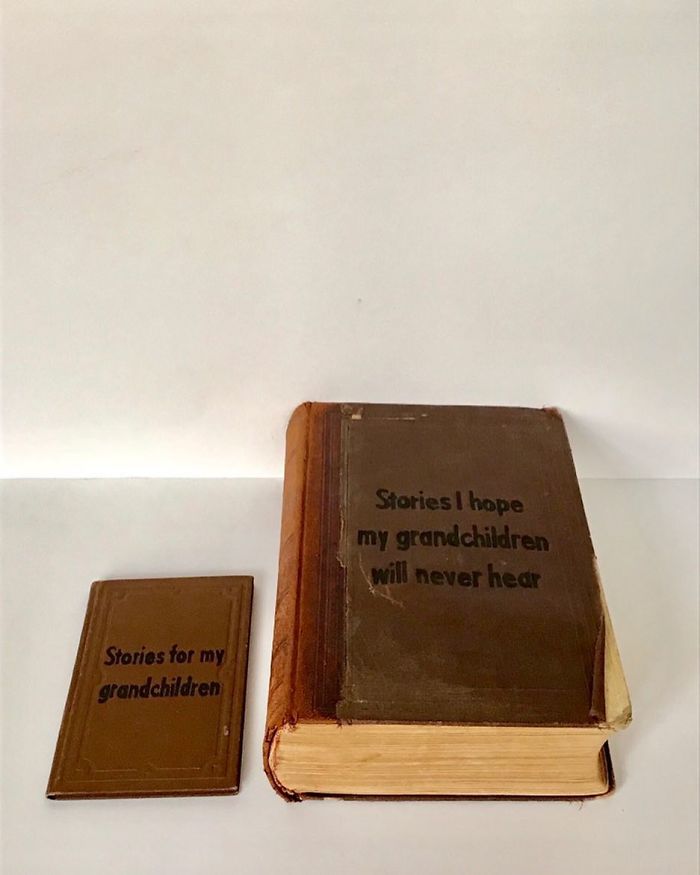 Stories for my
grandchildren
Stories I hope
my grandchildren
will never hear